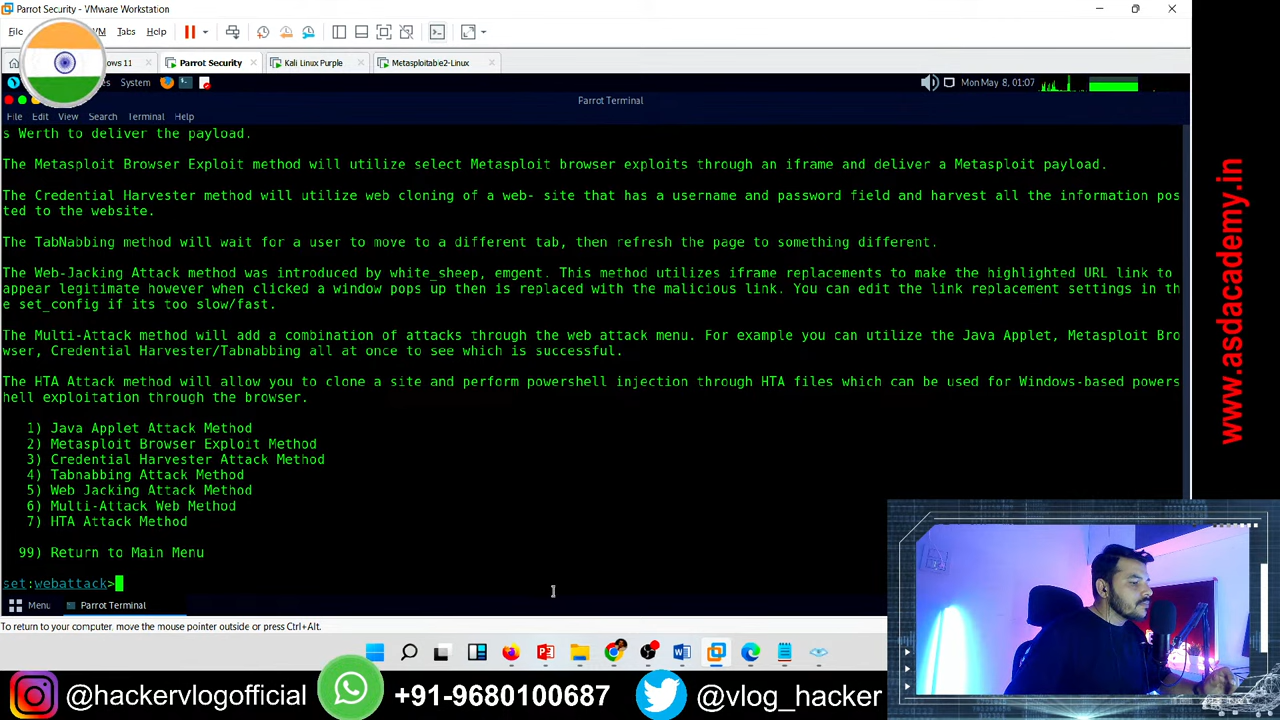 Parrot Security - VMware Workstation
File VM Tabs Help
ows 11 Parrot Security Kali Linux Purple Metasploitable2-Linux
es System Mon May 8, 01:07
Parrot Terminal
File Edit View Search Terminal Help
s Werth to deliver the payload.
The Metasploit Browser Exploit method will utilize select Metasploit browser exploits through an iframe and deliver a Metasploit payload.
The Credential Harvester method will utilize web cloning of a web- site that has a username and password field and harvest all the information pos
ted to the website.
The TabNabbing method will wait for a user to move to a different tab, then refresh the page to something different.
The Web-Jacking Attack method was introduced by white_sheep, emgent. This method utilizes iframe replacements to make the highlighted URL link to
appear legitimate however when clicked a window pops up then is replaced with the malicious link. You can edit the link replacement settings in th
e set_config if its too slow/fast.
The Multi-Attack method will add a combination of attacks through the web attack menu. For example you can utilize the Java Applet, Metasploit Bro
wser, Credential Harvester/Tabnabbing all at once to see which is successful.
The HTA Attack method will allow you to clone a site and perform powershell injection through HTA files which can be used for Windows-based powers
hell exploitation through the browser.
1) Java Applet Attack Method
2) Metasploit Browser Exploit Method
3) Credential Harvester Attack Method
4) Tabnabbing Attack Method
5) Web Jacking Attack Method
6) Multi-Attack Web Method
7) HTA Attack Method
99) Return to Main Menu
set:webattack>
Menu Parrot Terminal
To return to your computer, move the mouse pointer outside or press Ctrl+Alt.
@hackervlogofficial +91-9680100687 @vlog_hacker
www.asdacademy.in